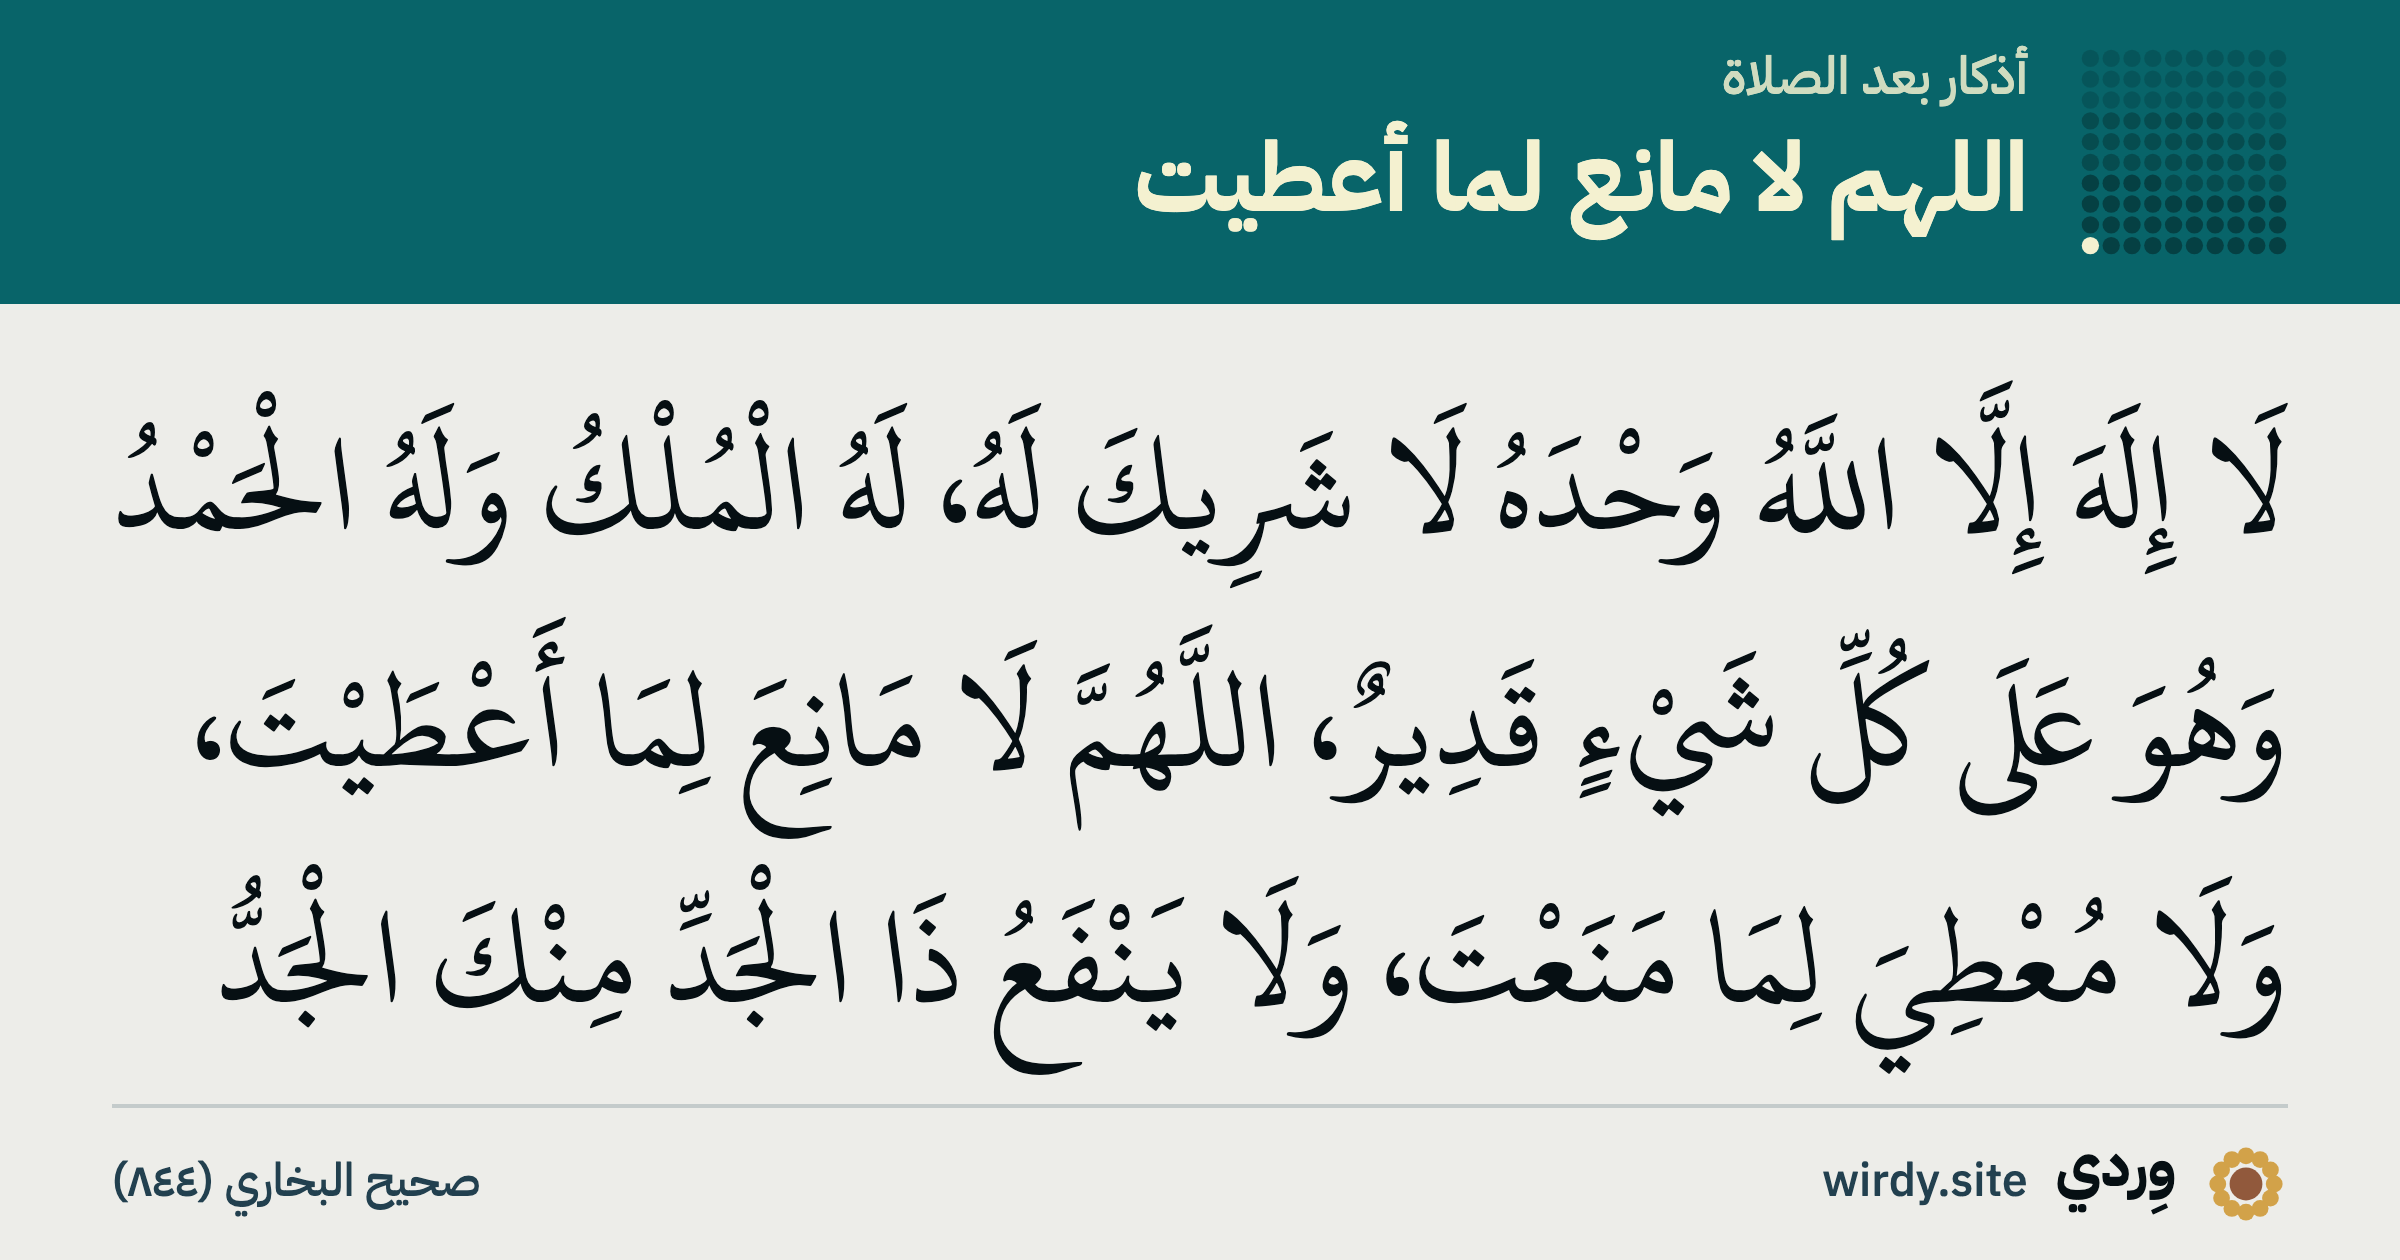 أذكار بعد الصلاة
اللهم لا مانع لما أعطيت
لَا إِلَهَ إِلَّا اللَّهُ وَحْدَهُ لَا شَرِيكَ لَهُ، لَهُ الْمُلْكُ وَلَهُ الْحَمْدُ
وَهُوَ عَلَى كُلِّ شَيْءٍ قَدِيرٌ، اللَّهُمَّ لَا مَانِعَ لِمَا أَعْطَيْتَ،
وَلَا مُعْطِيَ لِمَا مَنَعْتَ، وَلَا يَنْفَعُ ذَا الْجَدِّ مِنْكَ الْجَدُّ
وِردي wirdy.site
صحيح البخاري (٨٤٤)